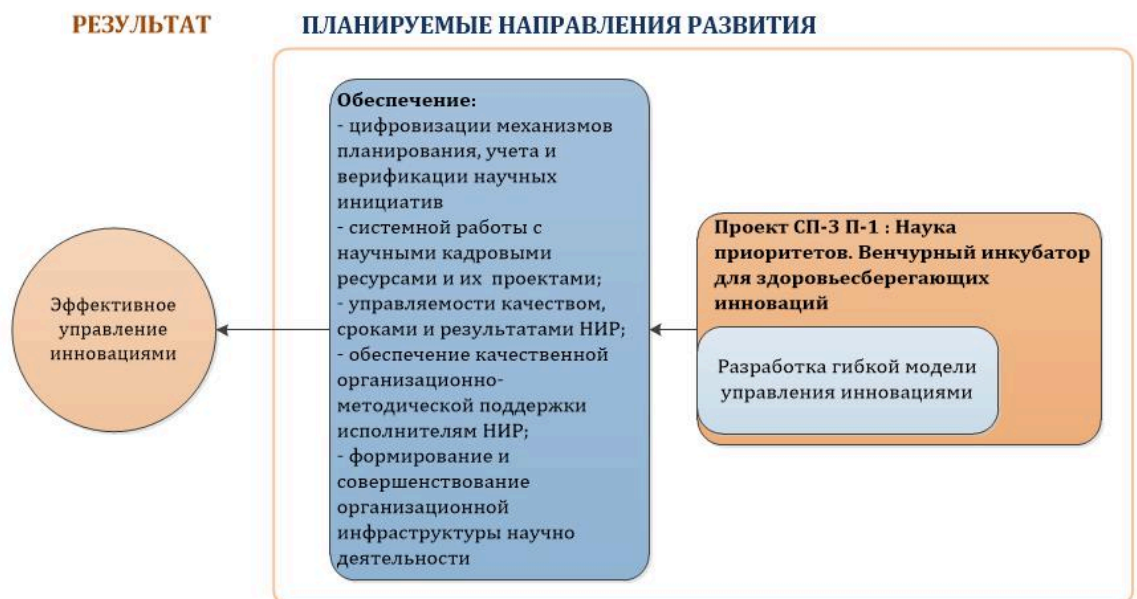 РЕЗУЛЬТАТ
ПЛАНИРУЕМЫЕ НАПРАВЛЕНИЯ РАЗВИТИЯ
Эффективное
управление
инновациями
Обеспечение:
- цифровизации механизмов
планирования, учета и
верификации научных
инициатив
- системной работы с
научными кадровыми
ресурсами и их проектами;
- управляемости качеством,
сроками и результатами НИР;
- обеспечение качественной
организационно-
методической поддержки
исполнителям НИР;
- формирование и
совершенствование
организационной
инфраструктуры научно
деятельности
Проект СП-3 П-1 : Наука
приоритетов. Венчурный инкубатор
для здоровьесберегающих
инноваций
Разработка гибкой модели
управления инновациями